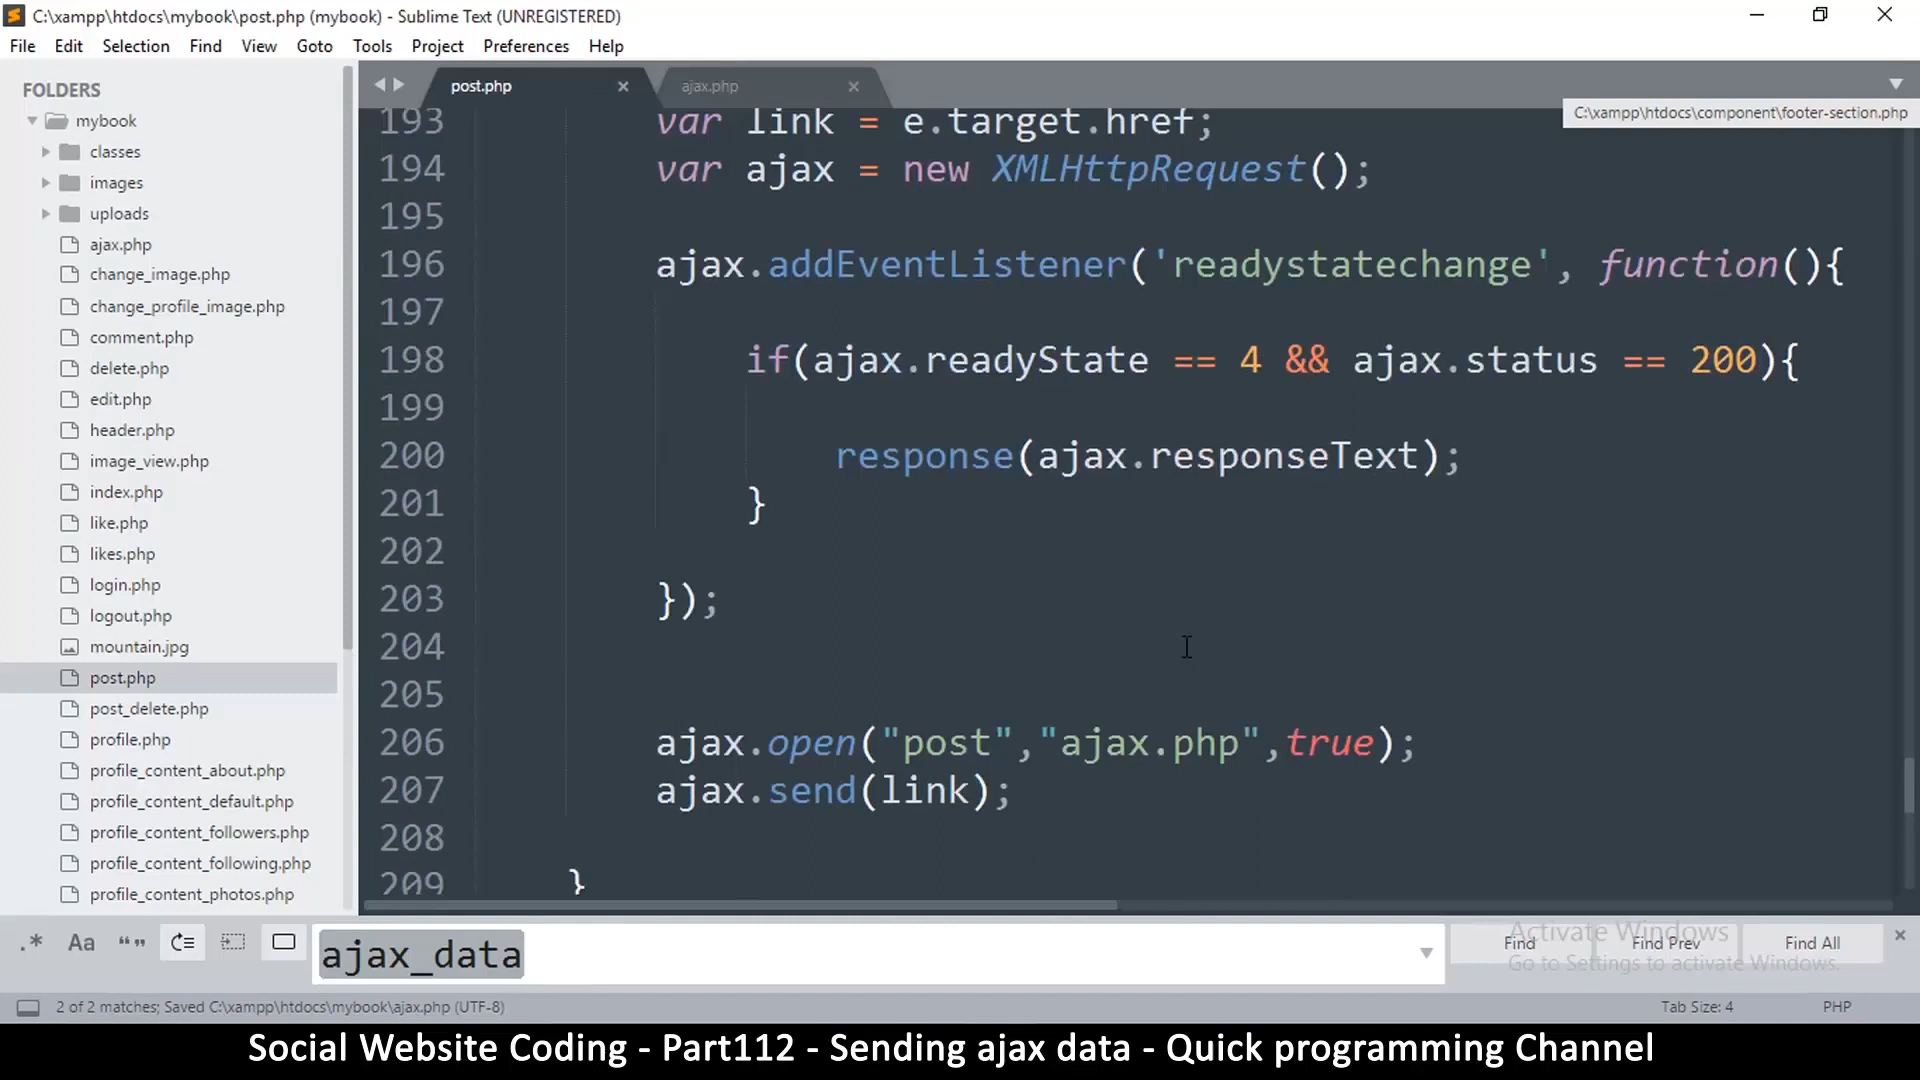 C:\xampp\htdocs\mybook\post.php (mybook) - Sublime Text (UNREGISTERED)
File Edit Selection Find View Goto Tools Project Preferences Help
FOLDERS
mybook
classes
images
uploads
ajax.php
change_image.php
change_profile_image.php
comment.php
delete.php
edit.php
header.php
image_view.php
index.php
like.php
likes.php
login.php
logout.php
mountain.jpg
post.php
post_delete.php
profile.php
profile_content_about.php
profile_content_default.php
profile_content_followers.php
profile_content_following.php
profile_content_photos.php
post.php ajax.php
C:\xampp\htdocs\component\footer-section.php
193 var link = e.target.href;
194 var ajax = new XMLHttpRequest();
195
196 ajax.addEventListener('readystatechange', function(){
197
198 if(ajax.readyState == 4 && ajax.status == 200){
199
200 response(ajax.responseText);
201 }
202
203 });
204
205
206 ajax.open("post","ajax.php",true);
207 ajax.send(link);
208
209 }
.* Aa “” ajax_data Find Find Prev Find All
Activate Windows
Go to Settings to activate Windows.
2 of 2 matches; Saved C:\xampp\htdocs\mybook\ajax.php (UTF-8) Tab Size: 4 PHP
Social Website Coding - Part112 - Sending ajax data - Quick programming Channel